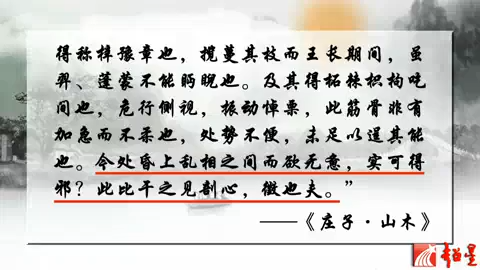 得称梓豫章也，揽蔓其枝而王长期间，虽
羿、蓬蒙不能眄睨也。及其得柘棘枳枸吃
间也，危行侧视，振动悼栗，此筋骨非有
加急而不柔也，处势不便，未足以逞其能
也。今处昏上乱相之间而欲无惫，实可得
邪？此比干之见剖心，徵也夫。”
——《庄子·山木》